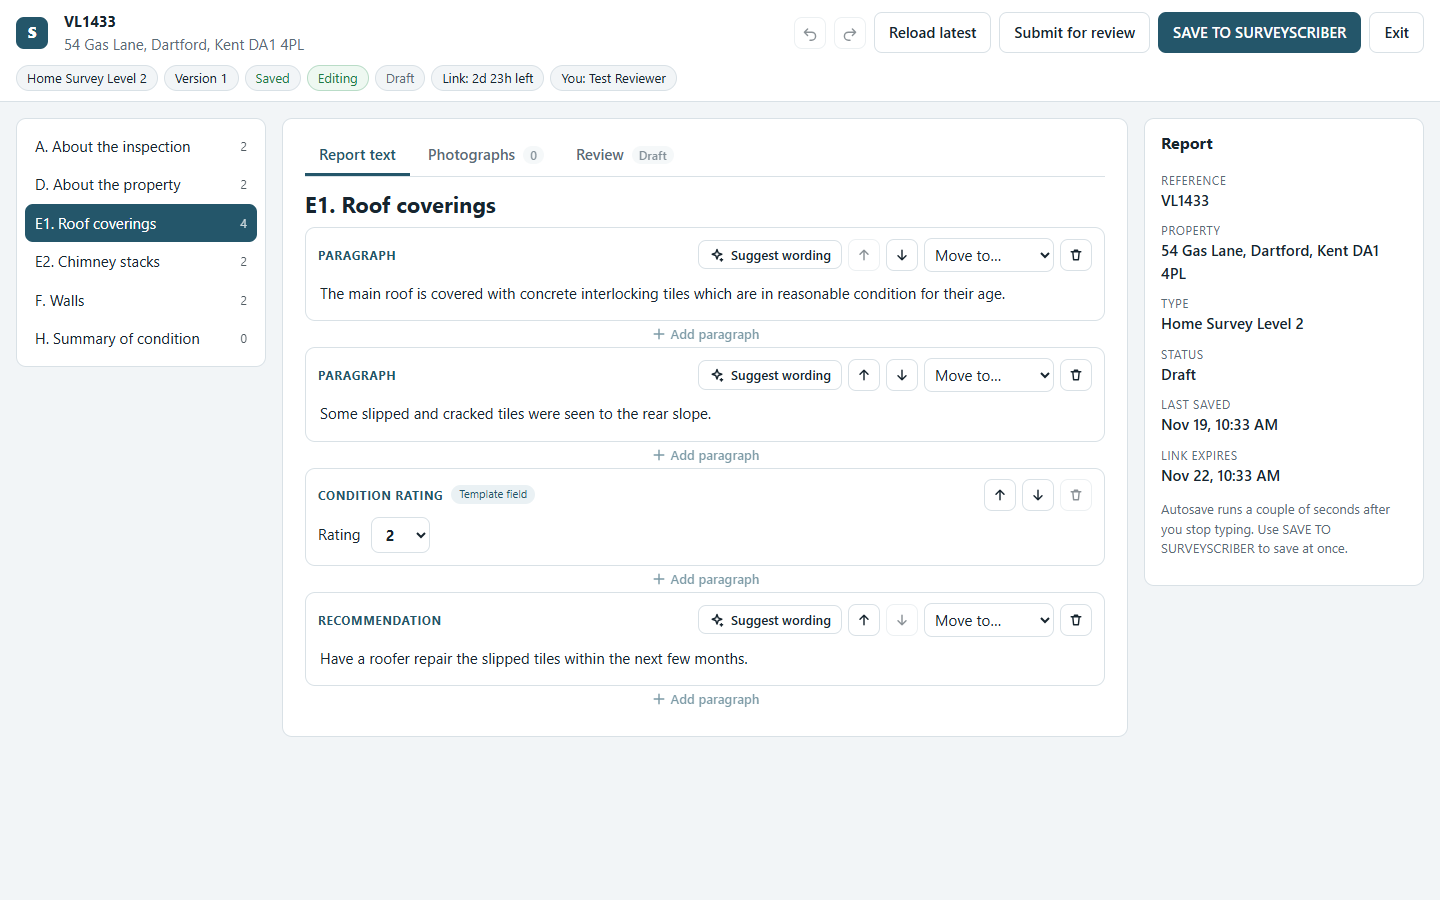 S
VL1433
54 Gas Lane, Dartford, Kent DA1 4PL
Reload latest
Submit for review
SAVE TO SURVEYSCRIBER
Exit
Home Survey Level 2
Version 1
Saved
Editing
Draft
Link: 2d 23h left
You: Test Reviewer
A. About the inspection 2
D. About the property 2
E1. Roof coverings 4
E2. Chimney stacks 2
F. Walls 2
H. Summary of condition 0
Report text
Photographs 0
Review Draft
E1. Roof coverings
PARAGRAPH
Suggest wording
Move to...
The main roof is covered with concrete interlocking tiles which are in reasonable condition for their age.
+ Add paragraph
PARAGRAPH
Suggest wording
Move to...
Some slipped and cracked tiles were seen to the rear slope.
+ Add paragraph
CONDITION RATING Template field
Rating 2
+ Add paragraph
RECOMMENDATION
Suggest wording
Move to...
Have a roofer repair the slipped tiles within the next few months.
+ Add paragraph
Report
REFERENCE
VL1433
PROPERTY
54 Gas Lane, Dartford, Kent DA1
4PL
TYPE
Home Survey Level 2
STATUS
Draft
LAST SAVED
Nov 19, 10:33 AM
LINK EXPIRES
Nov 22, 10:33 AM
Autosave runs a couple of seconds after
you stop typing. Use SAVE TO
SURVEYSCRIBER to save at once.